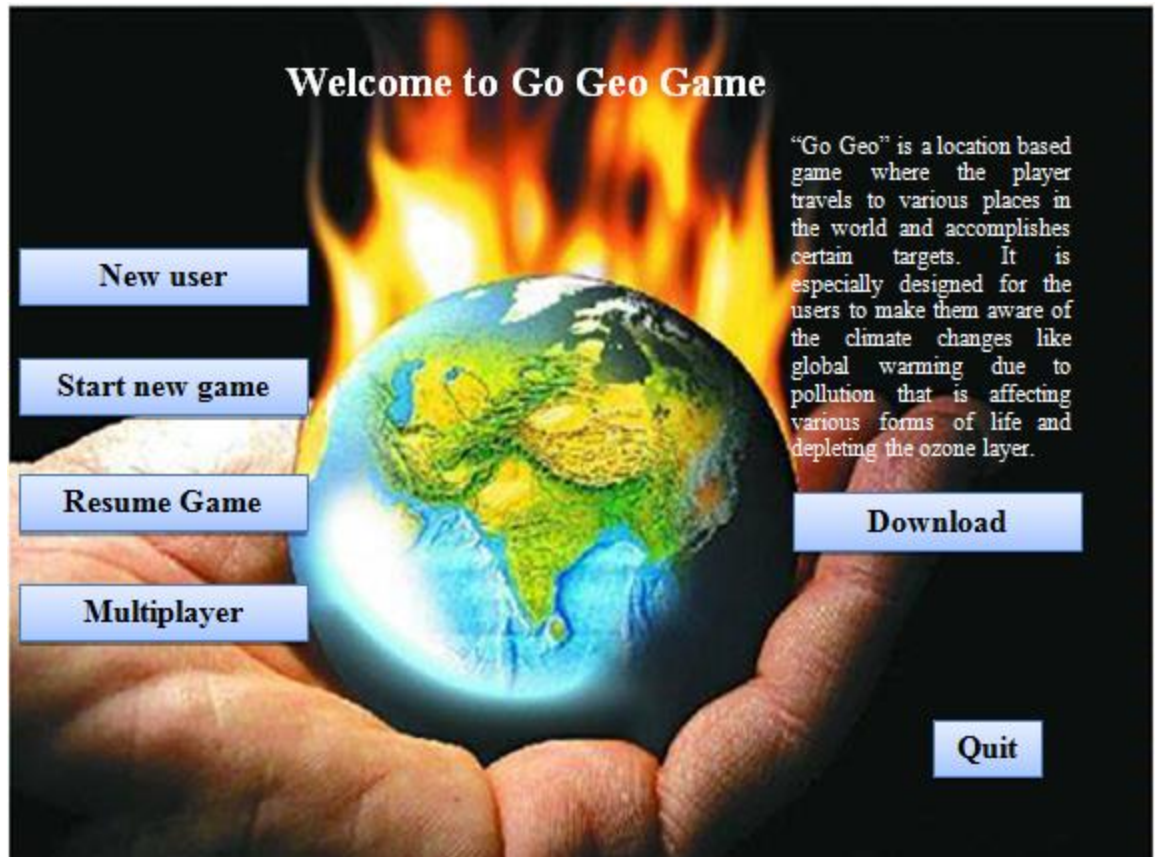 Welcome to Go Geo Game
“Go Geo” is a location based
game where the player
travels to various places in
the world and accomplishes
certain targets. It is
especially designed for the
users to make them aware of
the climate changes like
global warming due to
pollution that is affecting
various forms of life and
depleting the ozone layer.
New user
Start new game
Resume Game
Multiplayer
Download
Quit